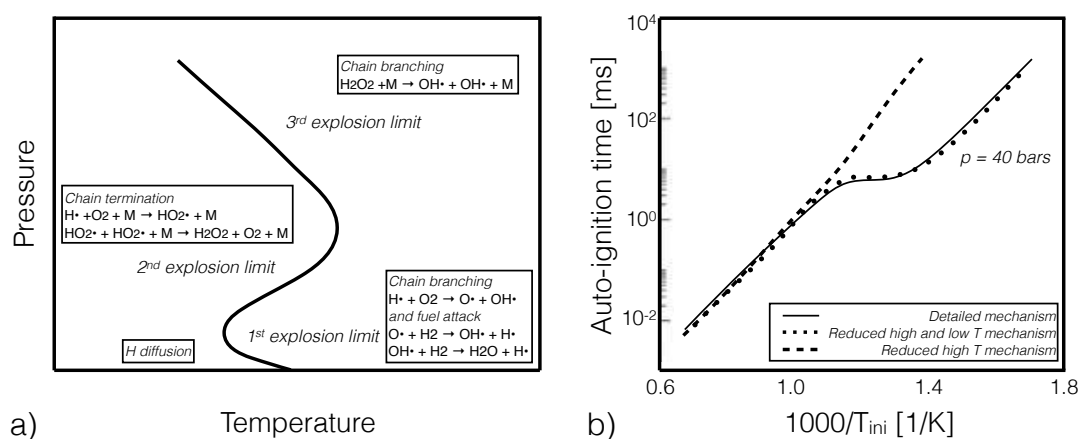 Pressure
Chain branching
H2O2 +M → OH• + OH• + M
3rd explosion limit
Chain termination
H• +O2 + M → HO2• + M
HO2• + HO2• + M → H2O2 + O2 + M
2nd explosion limit
Chain branching
H• + O2 → O• + OH•
and fuel attack
O• + H2 → OH• + H•
OH• + H2 → H2O + H•
1st explosion limit
H diffusion
a)
Temperature
Auto-ignition time [ms]
10^4
10^2
10^0
10^-2
p = 40 bars
Detailed mechanism
Reduced high and low T mechanism
Reduced high T mechanism
0.6 1.0 1.4 1.8
b)
1000/Tini [1/K]